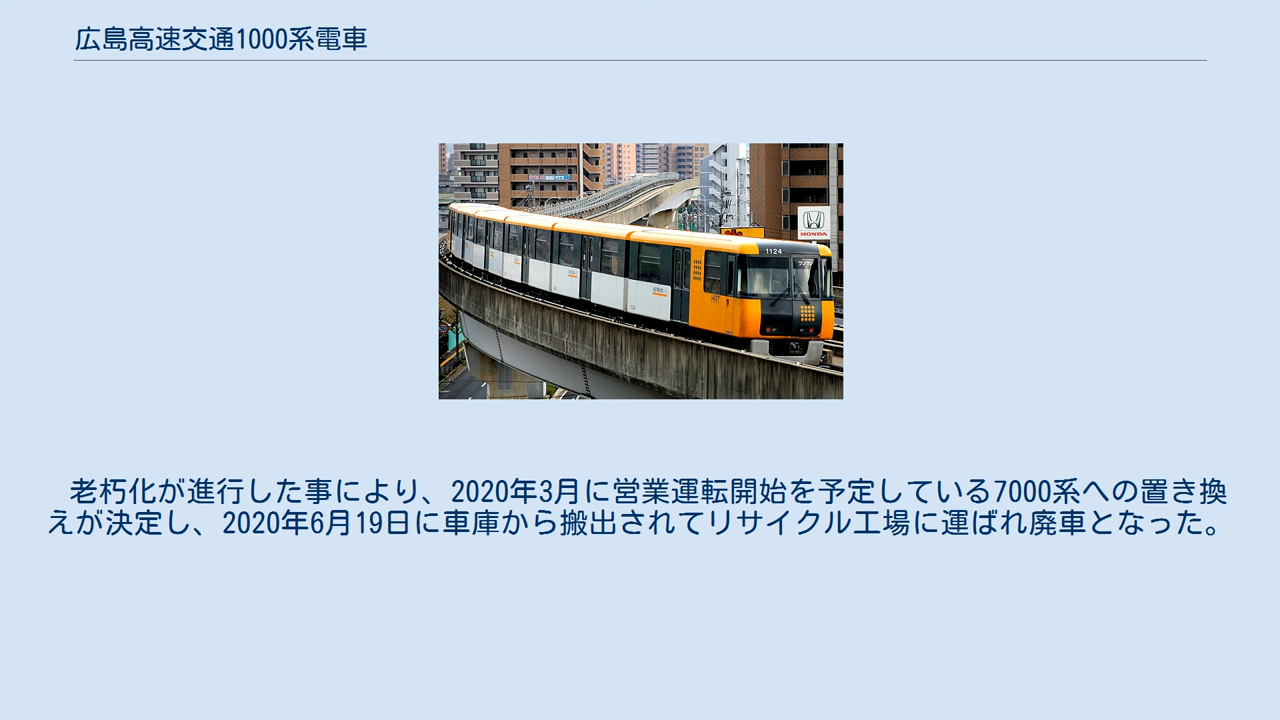 広島高速交通1000系電車
1124
HONDA
老朽化が進行した事により、2020年3月に営業運転開始を予定している7000系への置き換
えが決定し、2020年6月19日に車庫から搬出されてリサイクル工場に運ばれ廃車となった。